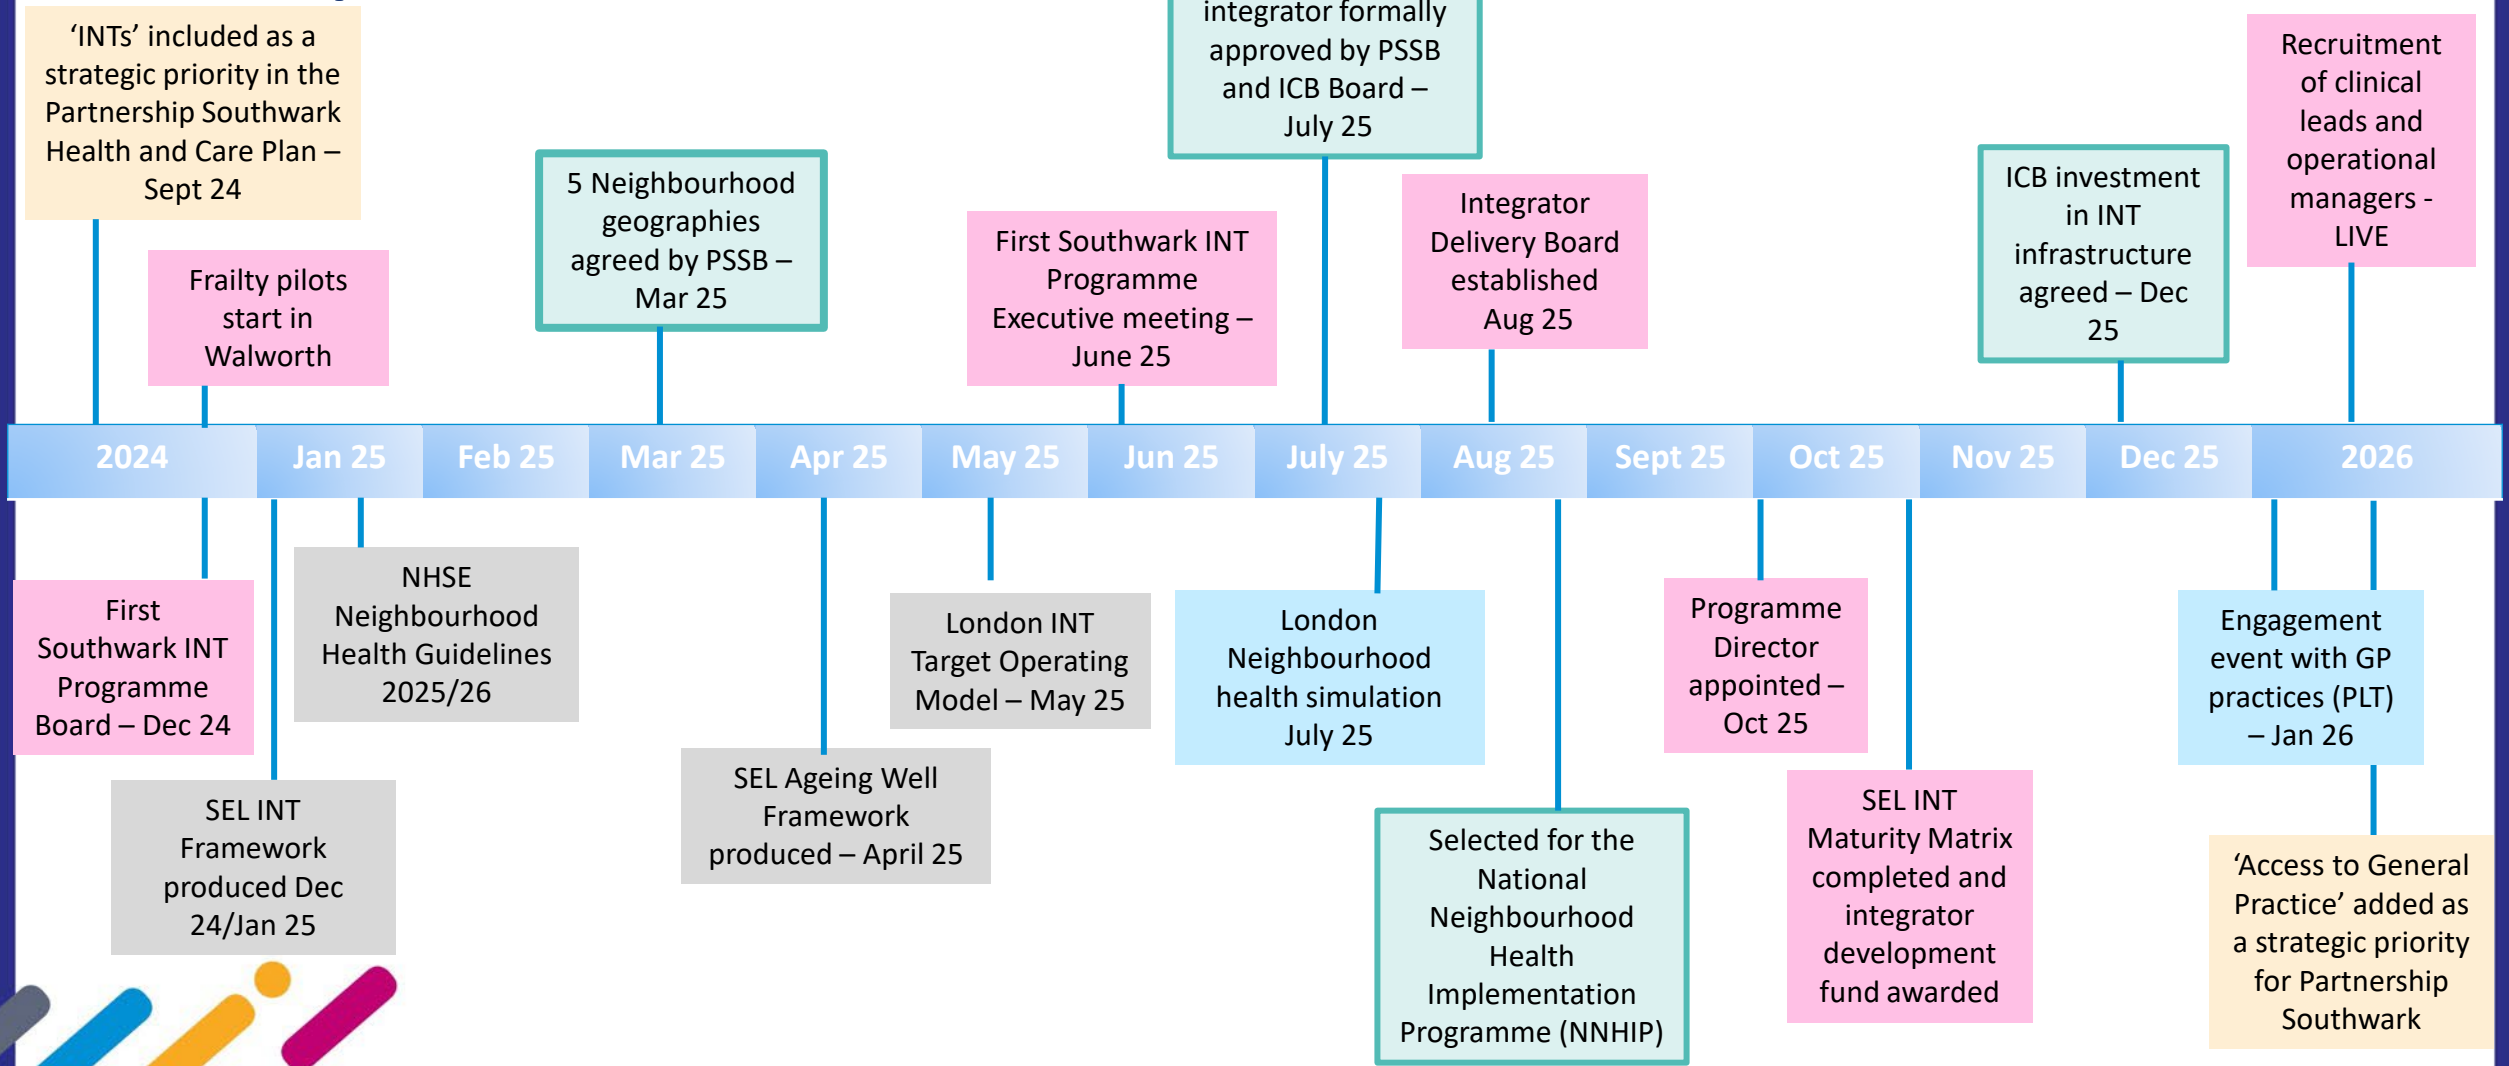 ‘INTs’ included as a
strategic priority in the
Partnership Southwark
Health and Care Plan –
Sept 24
Frailty pilots
start in
Walworth
5 Neighbourhood
geographies
agreed by PSSB –
Mar 25
First Southwark INT
Programme
Executive meeting –
June 25
integrator formally
approved by PSSB
and ICB Board –
July 25
Integrator
Delivery Board
established
Aug 25
ICB investment
in INT
infrastructure
agreed – Dec
25
Recruitment
of clinical
leads and
operational
managers -
LIVE
2024
Jan 25
Feb 25
Mar 25
Apr 25
May 25
Jun 25
July 25
Aug 25
Sept 25
Oct 25
Nov 25
Dec 25
2026
First
Southwark INT
Programme
Board – Dec 24
SEL INT
Framework
produced Dec
24/Jan 25
NHSE
Neighbourhood
Health Guidelines
2025/26
SEL Ageing Well
Framework
produced – April 25
London INT
Target Operating
Model – May 25
London
Neighbourhood
health simulation
July 25
Selected for the
National
Neighbourhood
Health
Implementation
Programme (NNHIP)
Programme
Director
appointed –
Oct 25
SEL INT
Maturity Matrix
completed and
integrator
development
fund awarded
Engagement
event with GP
practices (PLT)
– Jan 26
‘Access to General
Practice’ added as
a strategic priority
for Partnership
Southwark